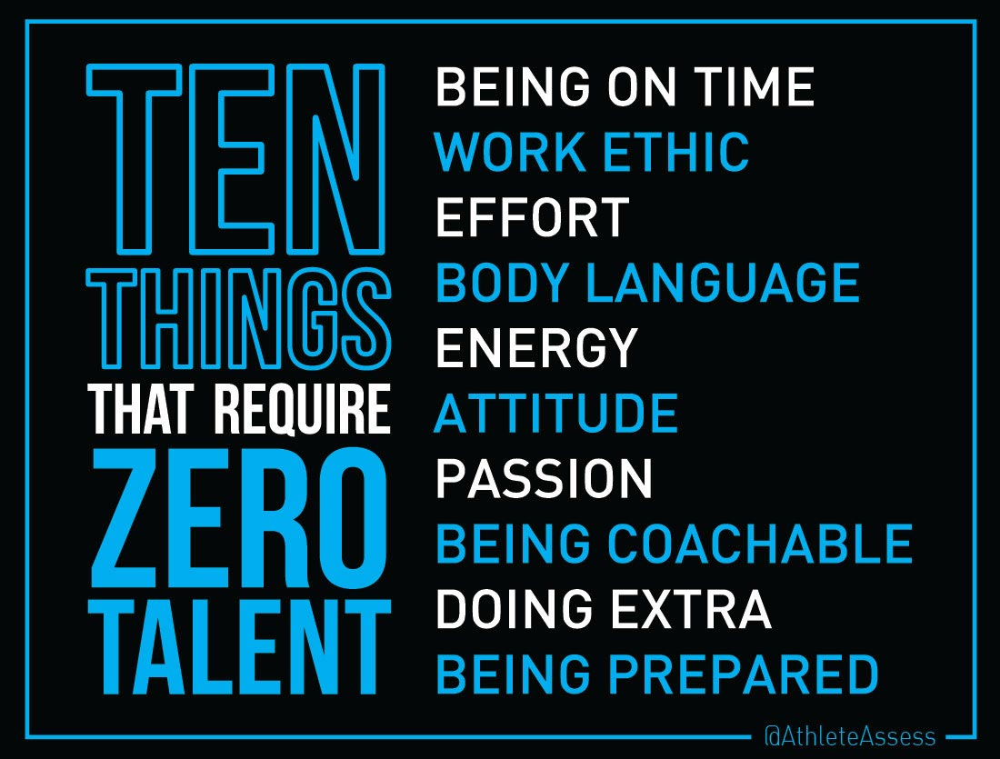 TEN
THINGS
THAT REQUIRE
ZERO
TALENT
BEING ON TIME
WORK ETHIC
EFFORT
BODY LANGUAGE
ENERGY
ATTITUDE
PASSION
BEING COACHABLE
DOING EXTRA
BEING PREPARED
@AthleteAssess